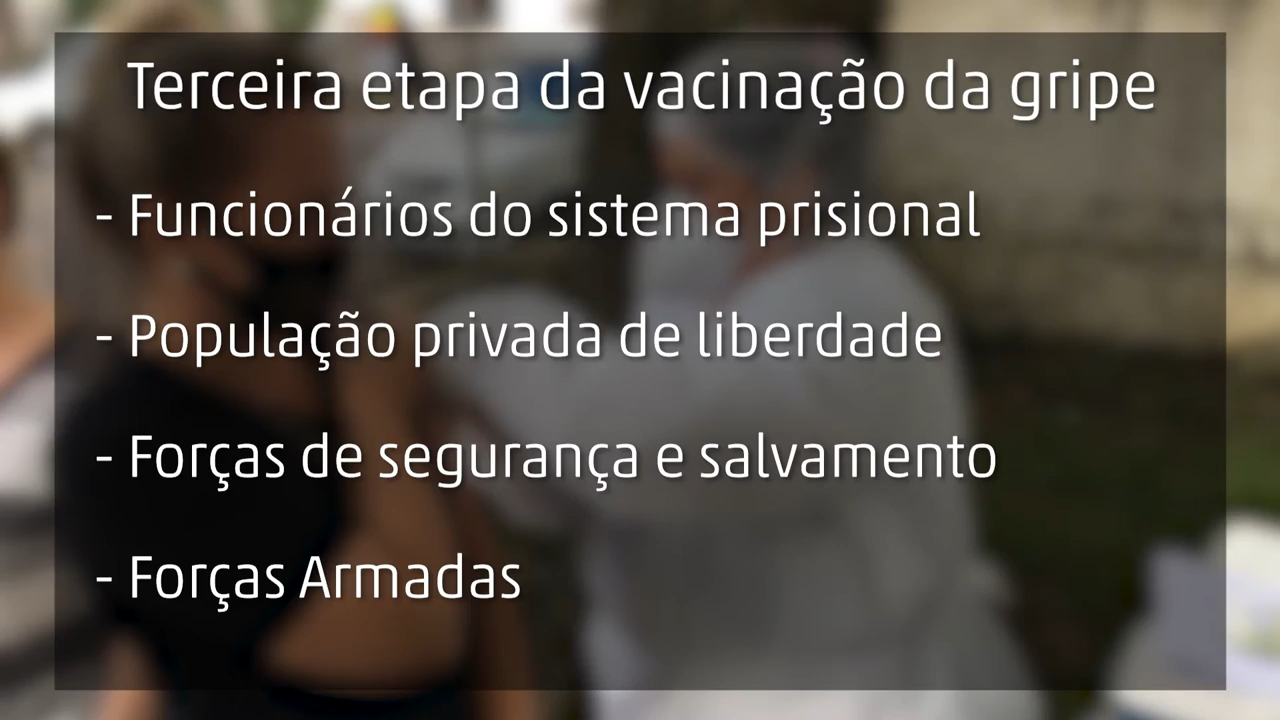 Terceira etapa da vacinação da gripe
- Funcionários do sistema prisional
- População privada de liberdade
- Forças de segurança e salvamento
- Forças Armadas